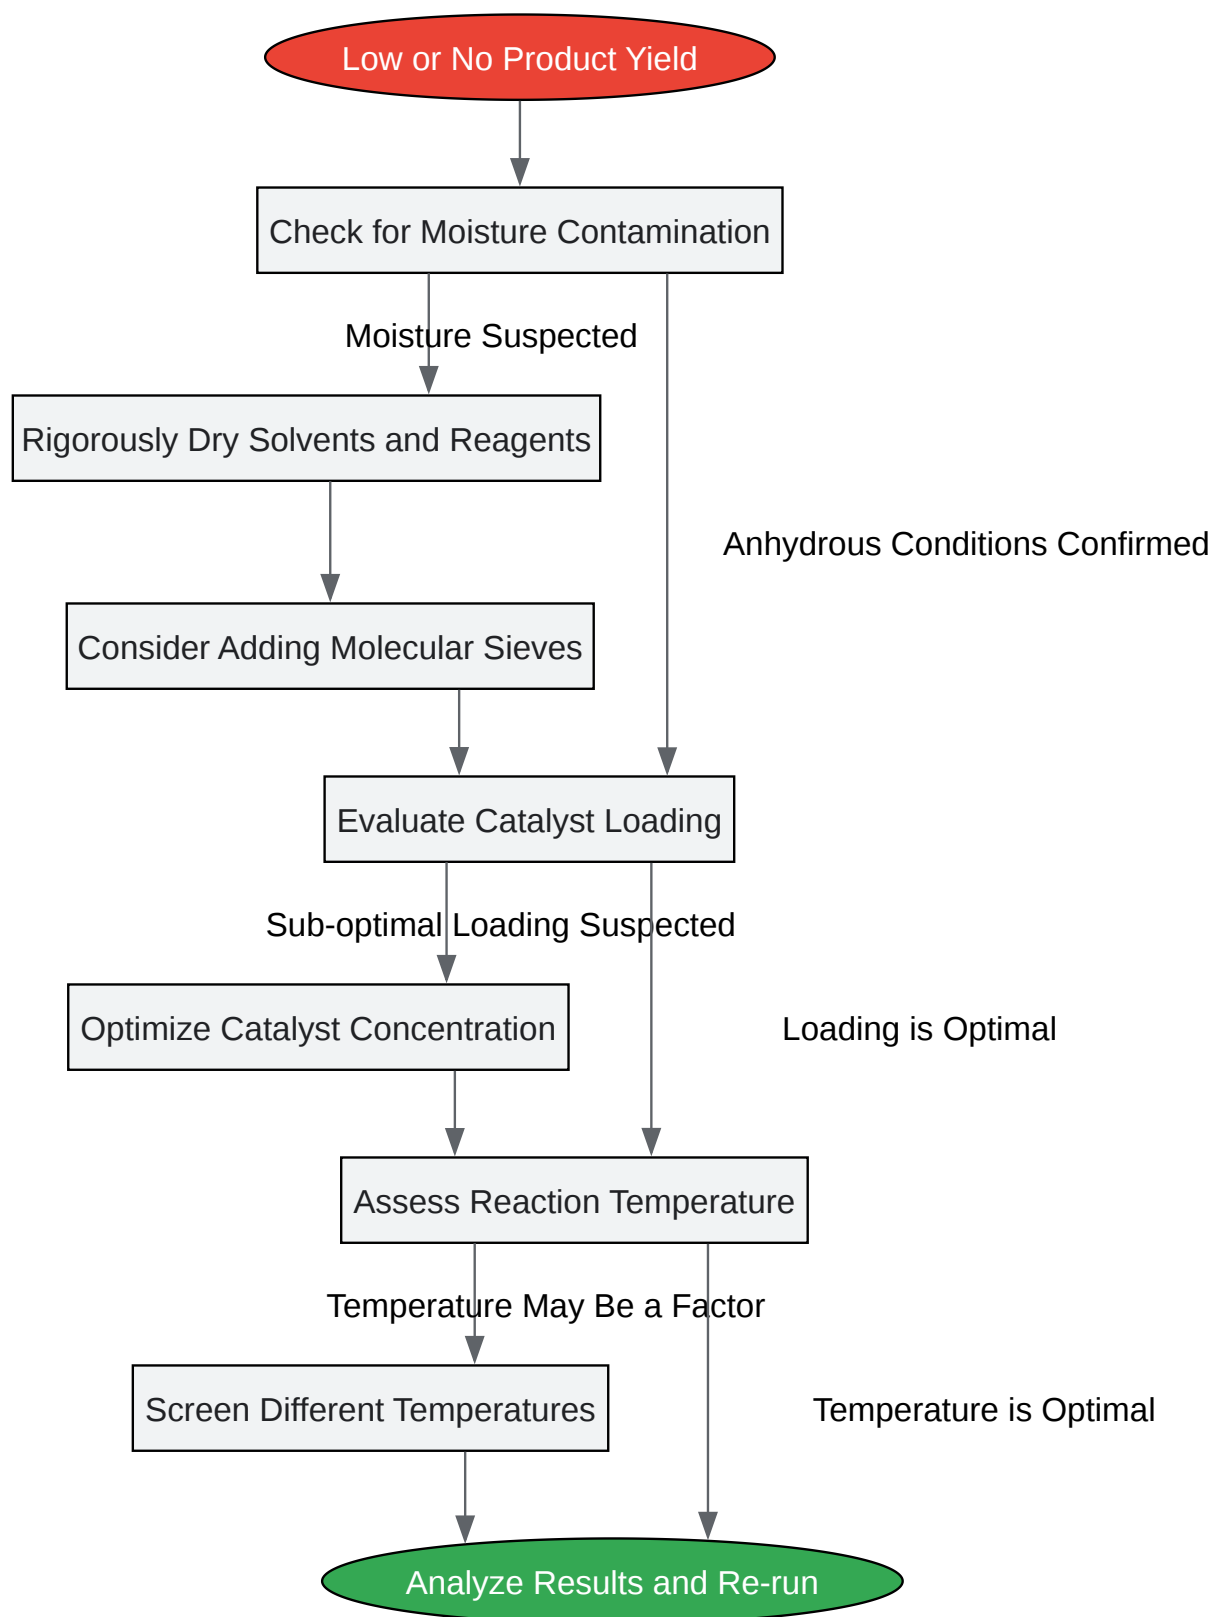 Low or No Product Yield
Check for Moisture Contamination
Moisture Suspected
Rigorously Dry Solvents and Reagents
Anhydrous Conditions Confirmed
Consider Adding Molecular Sieves
Evaluate Catalyst Loading
Sub-optimal Loading Suspected
Optimize Catalyst Concentration
Loading is Optimal
Assess Reaction Temperature
Temperature May Be a Factor
Screen Different Temperatures
Temperature is Optimal
Analyze Results and Re-run